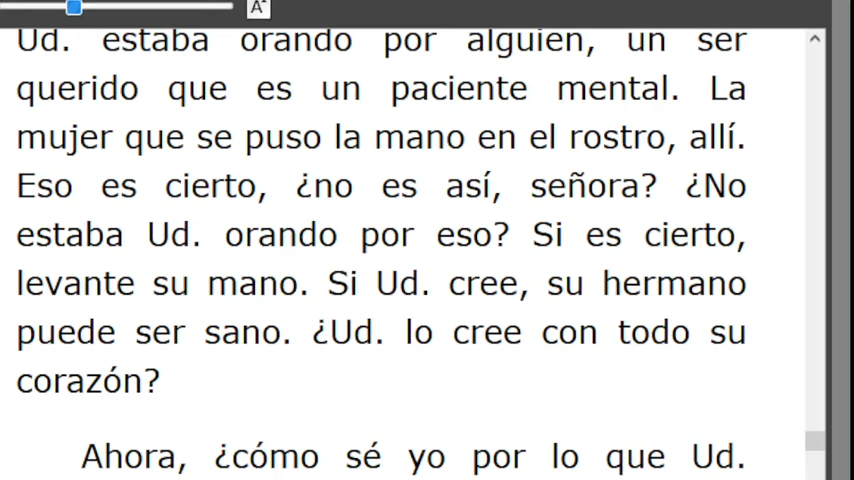 A
Ud. estaba orando por alguien, un ser
querido que es un paciente mental. La
mujer que se puso la mano en el rostro, allí.
Eso es cierto, ¿no es así, señora? ¿No
estaba Ud. orando por eso? Si es cierto,
levante su mano. Si Ud. cree, su hermano
puede ser sano. ¿Ud. lo cree con todo su
corazón?
Ahora, ¿cómo sé yo por lo que Ud.